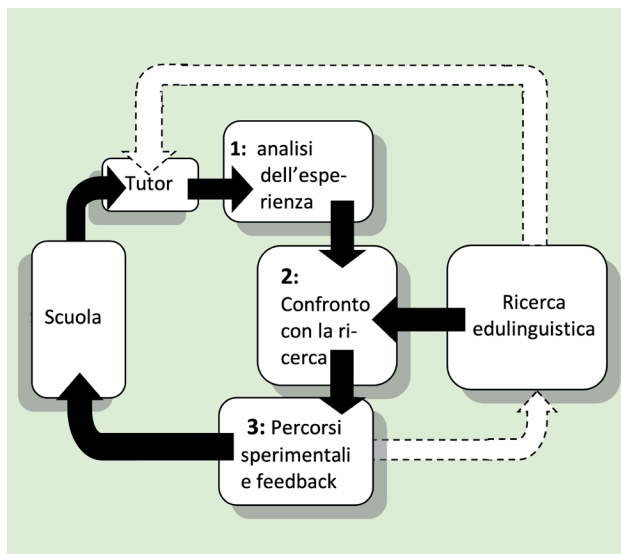 1: analisi
dell'espe-
rienza
Tutor
2:
Confronto
con la ri-
cerca
Ricerca
edulinguistica
Scuola
3: Percorsi
sperimentali
e feedback